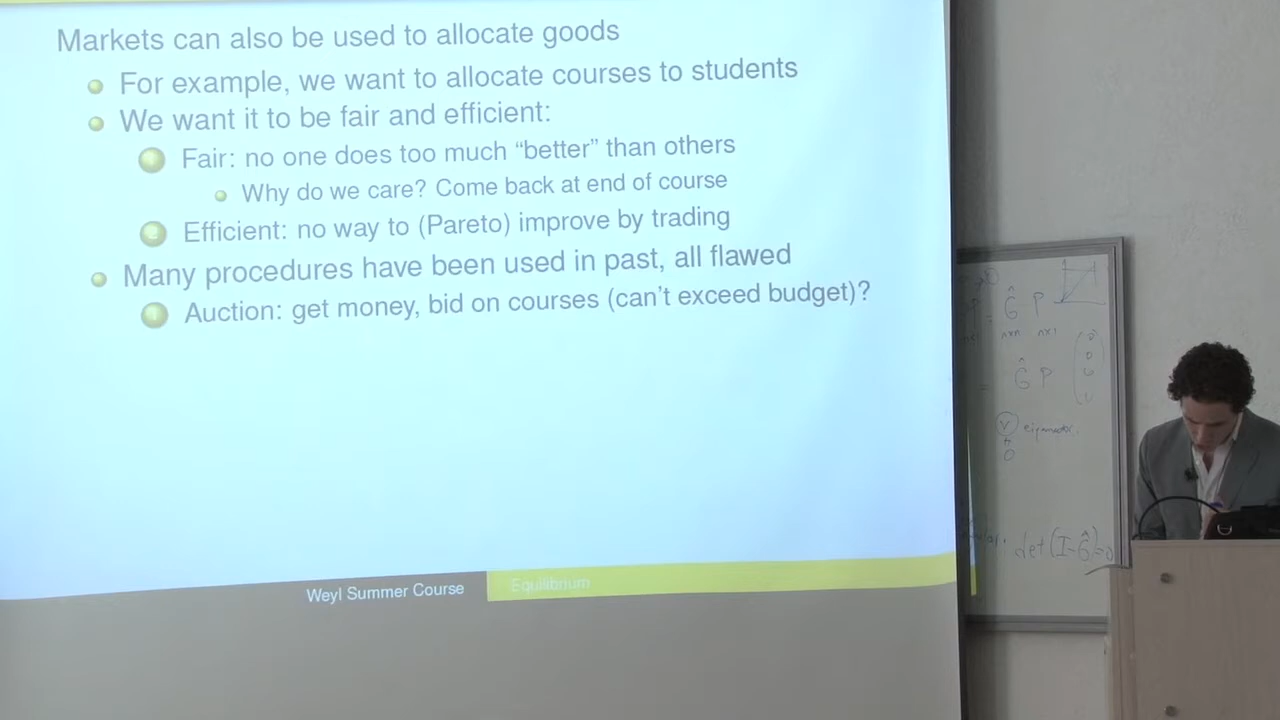 Markets can also be used to allocate goods
For example, we want to allocate courses to students
We want it to be fair and efficient:
Fair: no one does too much “better” than others
Why do we care? Come back at end of course
Efficient: no way to (Pareto) improve by trading
Many procedures have been used in past, all flawed
Auction: get money, bid on courses (can’t exceed budget)?
Weyl Summer Course
Equilibrium
= Ĝ P
n×n n×1
= Ĝ P
det(I-Ĝ)=0